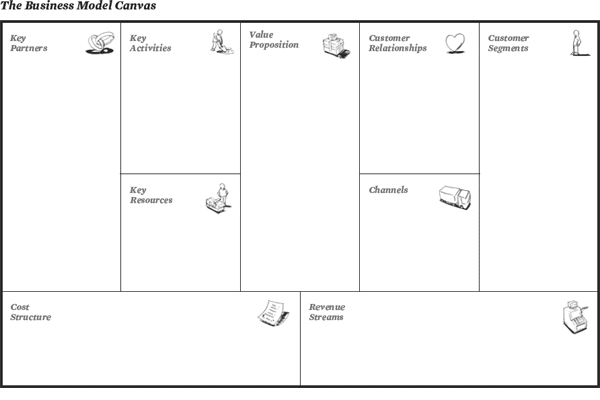 The Business Model Canvas
Key
Partners
Key
Activities
Value
Proposition
Customer
Relationships
Customer
Segments
Key
Resources
Channels
Cost
Structure
Revenue
Streams